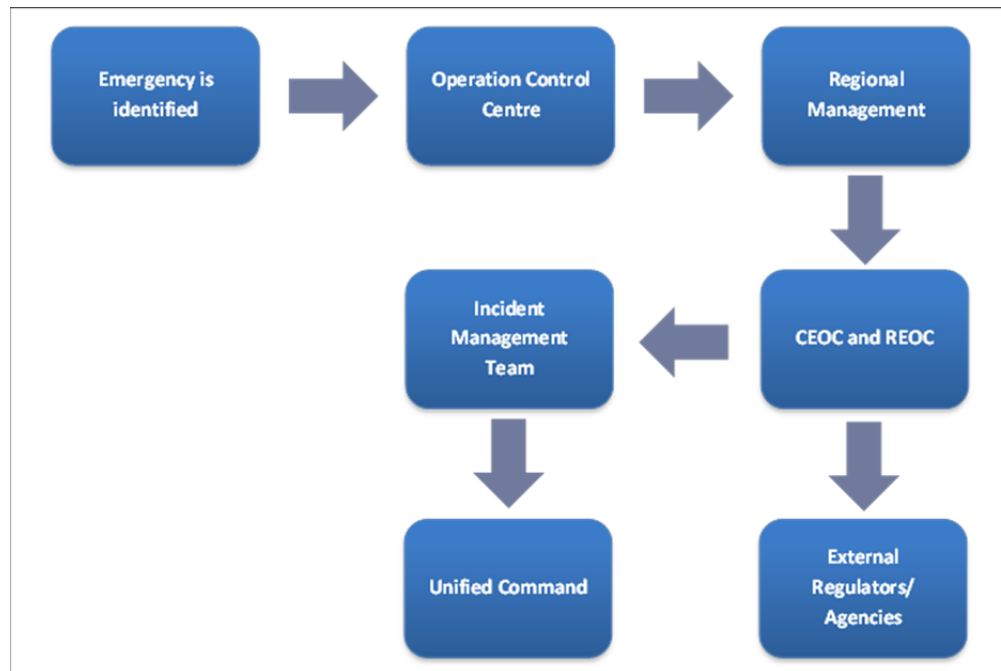 Emergency is
identified
Operation Control
Centre
Regional
Management
Incident
Management
Team
CEOC and REOC
Unified Command
External
Regulators/
Agencies